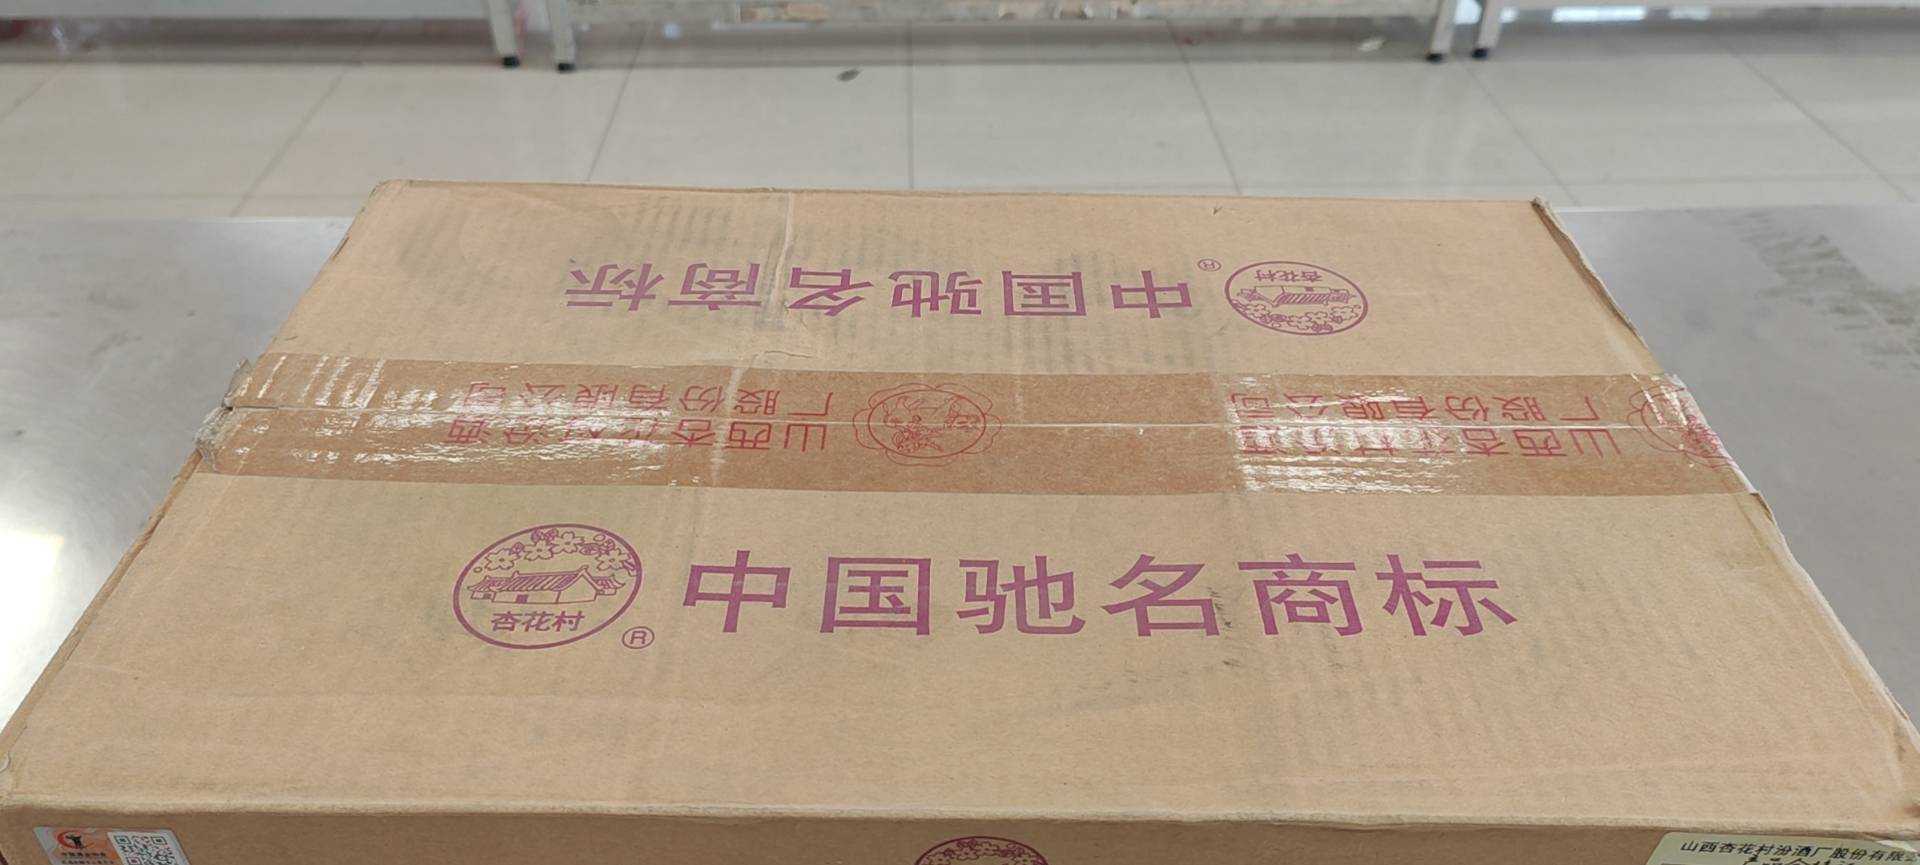 杏花村
®
中国驰名商标
山西杏花村汾酒
厂股份有限公司
山西杏花村汾酒
厂股份有限公司
杏花村
®
中国驰名商标
山西杏花村汾酒厂股份有限